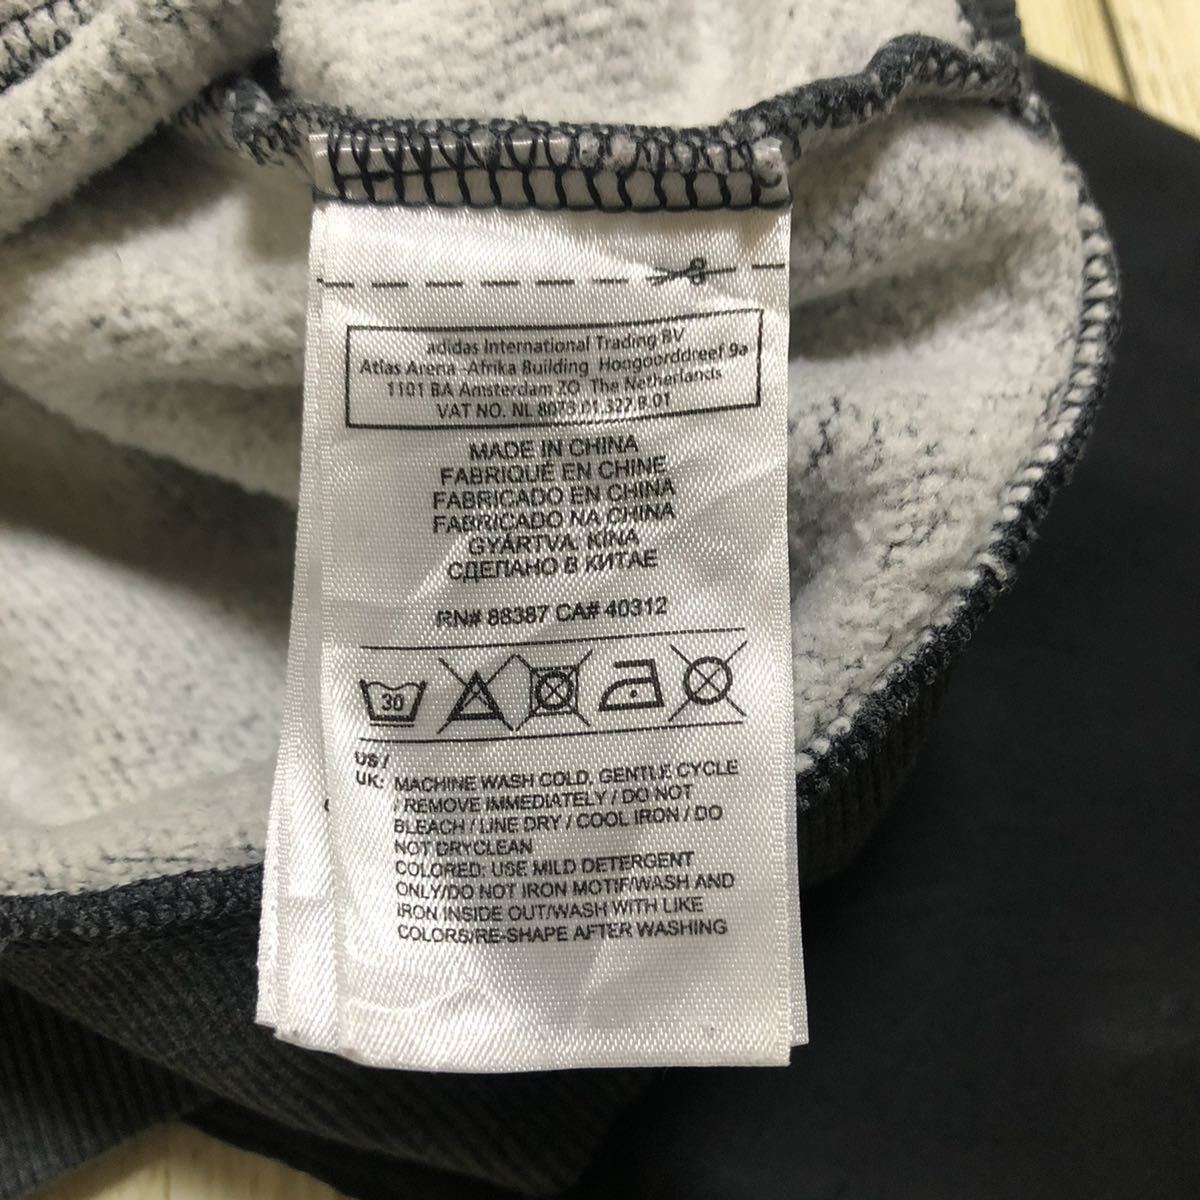 adidas International Trading BV
Atlas Arena -Afrika Building Hoogoorddreef 9a
1101 BA Amsterdam ZO The Netherlands
VAT NO. NL 8073.01.327.B.01
MADE IN CHINA
FABRIQUÉ EN CHINE
FABRICADO EN CHINA
FABRICADO NA CHINA
GYÁRTVA. KÍNA
СДЕЛАНО В КИТАЕ
RN# 88387 CA# 40312
30
US/
UK: MACHINE WASH COLD, GENTLE CYCLE
/ REMOVE IMMEDIATELY / DO NOT
BLEACH / LINE DRY / COOL IRON / DO
NOT DRYCLEAN
COLORED: USE MILD DETERGENT
ONLY/DO NOT IRON MOTIF/WASH AND
IRON INSIDE OUT/WASH WITH LIKE
COLORS/RE-SHAPE AFTER WASHING